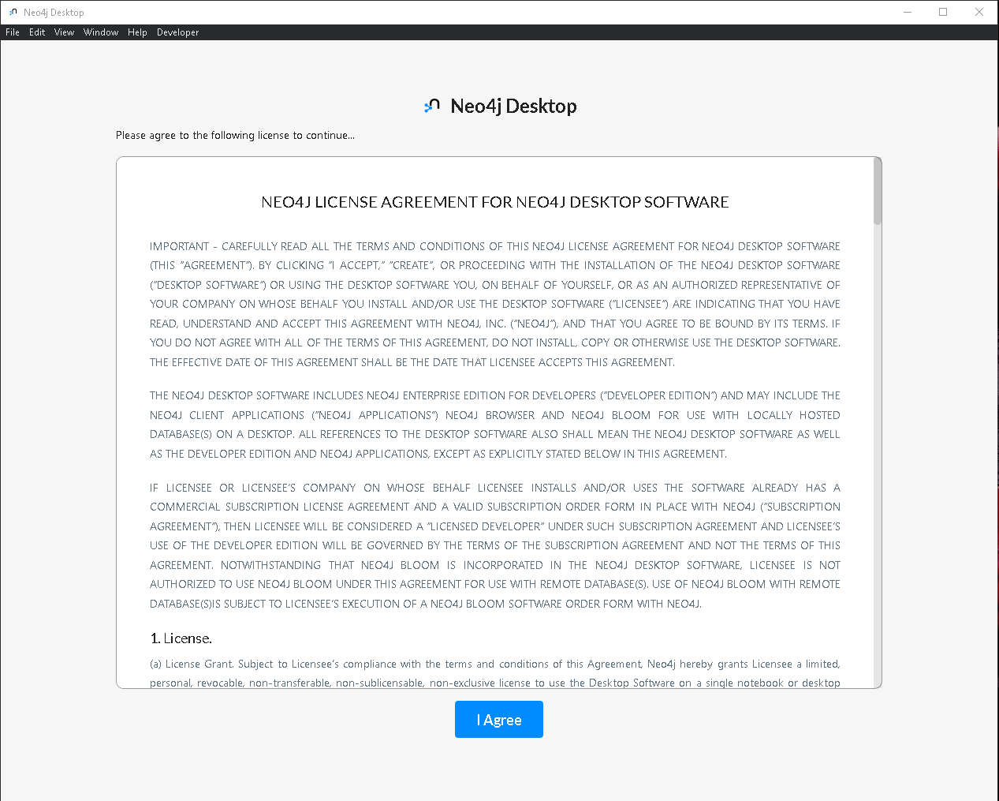 Neo4j Desktop
File Edit View Window Help Developer
Neo4j Desktop
Please agree to the following license to continue...
NEO4J LICENSE AGREEMENT FOR NEO4J DESKTOP SOFTWARE
IMPORTANT - CAREFULLY READ ALL THE TERMS AND CONDITIONS OF THIS NEO4J LICENSE AGREEMENT FOR NEO4J DESKTOP SOFTWARE
(THIS “AGREEMENT”). BY CLICKING “I ACCEPT,” “CREATE”, OR PROCEEDING WITH THE INSTALLATION OF THE NEO4J DESKTOP SOFTWARE
(“DESKTOP SOFTWARE”) OR USING THE DESKTOP SOFTWARE YOU, ON BEHALF OF YOURSELF, OR AS AN AUTHORIZED REPRESENTATIVE OF
YOUR COMPANY ON WHOSE BEHALF YOU INSTALL AND/OR USE THE DESKTOP SOFTWARE (“LICENSEE”) ARE INDICATING THAT YOU HAVE
READ, UNDERSTAND AND ACCEPT THIS AGREEMENT WITH NEO4J, INC. (“NEO4J”), AND THAT YOU AGREE TO BE BOUND BY ITS TERMS. IF
YOU DO NOT AGREE WITH ALL OF THE TERMS OF THIS AGREEMENT, DO NOT INSTALL, COPY OR OTHERWISE USE THE DESKTOP SOFTWARE.
THE EFFECTIVE DATE OF THIS AGREEMENT SHALL BE THE DATE THAT LICENSEE ACCEPTS THIS AGREEMENT.
THE NEO4J DESKTOP SOFTWARE INCLUDES NEO4J ENTERPRISE EDITION FOR DEVELOPERS (“DEVELOPER EDITION”) AND MAY INCLUDE THE
NEO4J CLIENT APPLICATIONS (“NEO4J APPLICATIONS”) NEO4J BROWSER AND NEO4J BLOOM FOR USE WITH LOCALLY HOSTED
DATABASE(S) ON A DESKTOP. ALL REFERENCES TO THE DESKTOP SOFTWARE ALSO SHALL MEAN THE NEO4J DESKTOP SOFTWARE AS WELL
AS THE DEVELOPER EDITION AND NEO4J APPLICATIONS, EXCEPT AS EXPLICITLY STATED BELOW IN THIS AGREEMENT.
IF LICENSEE OR LICENSEE’S COMPANY ON WHOSE BEHALF LICENSEE INSTALLS AND/OR USES THE SOFTWARE ALREADY HAS A
COMMERCIAL SUBSCRIPTION LICENSE AGREEMENT AND A VALID SUBSCRIPTION ORDER FORM IN PLACE WITH NEO4J (“SUBSCRIPTION
AGREEMENT”), THEN LICENSEE WILL BE CONSIDERED A “LICENSED DEVELOPER” UNDER SUCH SUBSCRIPTION AGREEMENT AND LICENSEE’S
USE OF THE DEVELOPER EDITION WILL BE GOVERNED BY THE TERMS OF THE SUBSCRIPTION AGREEMENT AND NOT THE TERMS OF THIS
AGREEMENT. NOTWITHSTANDING THAT NEO4J BLOOM IS INCORPORATED IN THE NEO4J DESKTOP SOFTWARE, LICENSEE IS NOT
AUTHORIZED TO USE NEO4J BLOOM UNDER THIS AGREEMENT FOR USE WITH REMOTE DATABASE(S). USE OF NEO4J BLOOM WITH REMOTE
DATABASE(S)IS SUBJECT TO LICENSEE’S EXECUTION OF A NEO4J BLOOM SOFTWARE ORDER FORM WITH NEO4J.
1. License.
(a) License Grant. Subject to Licensee’s compliance with the terms and conditions of this Agreement, Neo4j hereby grants Licensee a limited,
personal, revocable, non-transferable, non-sublicensable, non-exclusive license to use the Desktop Software on a single notebook or desktop
I Agree